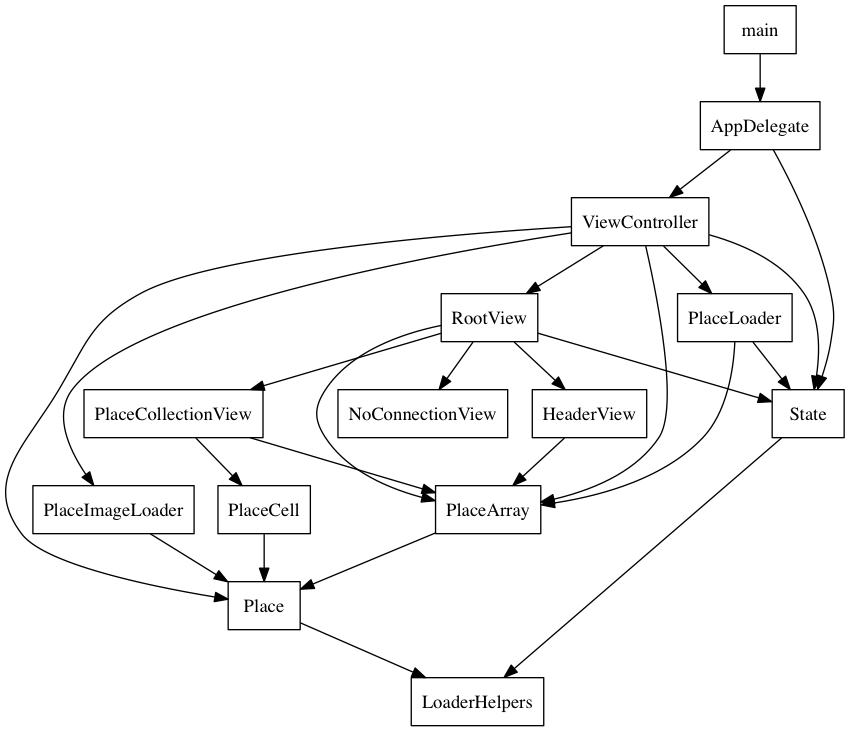 main
AppDelegate
ViewController
RootView
PlaceLoader
PlaceCollectionView
NoConnectionView
HeaderView
State
PlaceImageLoader
PlaceCell
PlaceArray
Place
LoaderHelpers